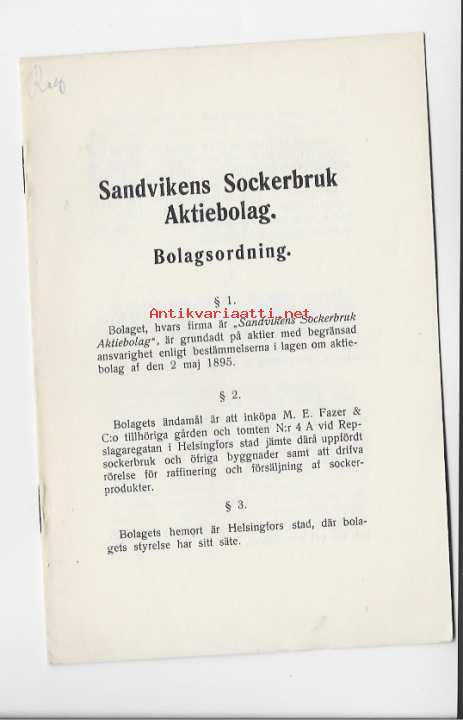 Sandvikens Sockerbruk
Aktiebolag.
Bolagsordning.
§ 1.
Antikvariaatti.net
Bolaget, hvars firma är „Sandvikens Sockerbruk
Aktiebolag“, är grundadt på aktier med begränsad
ansvarighet enligt bestämmelserna i lagen om aktie-
bolag af den 2 maj 1895.
§ 2.
Bolagets ändamål är att inköpa M. E. Fazer &
C:o tillhöriga gården och tomten N:r 4 A vid Rep-
slagaregatan i Helsingfors stad jämte därå uppfördt
sockerbruk och öfriga byggnader samt att drifva
rörelse för raffinering och försäljning af socker-
produkter.
§ 3.
Bolagets hemort är Helsingfors stad, där bola-
gets styrelse har sitt säte.